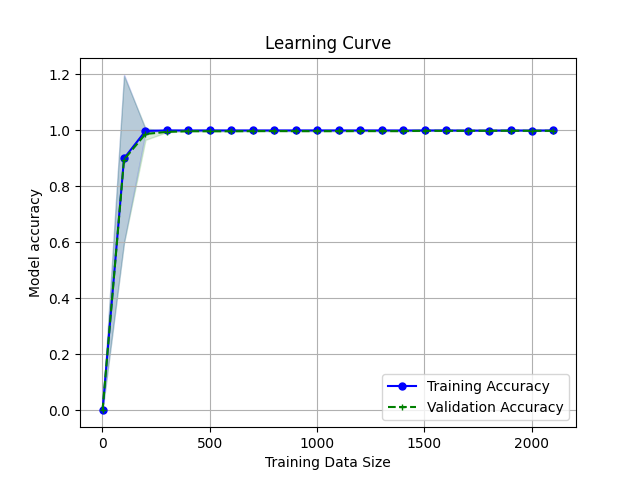 Learning Curve
1.2
1.0
0.8
0.6
0.4
0.2
0.0
Model accuracy
Training Accuracy
Validation Accuracy
0 500 1000 1500 2000
Training Data Size